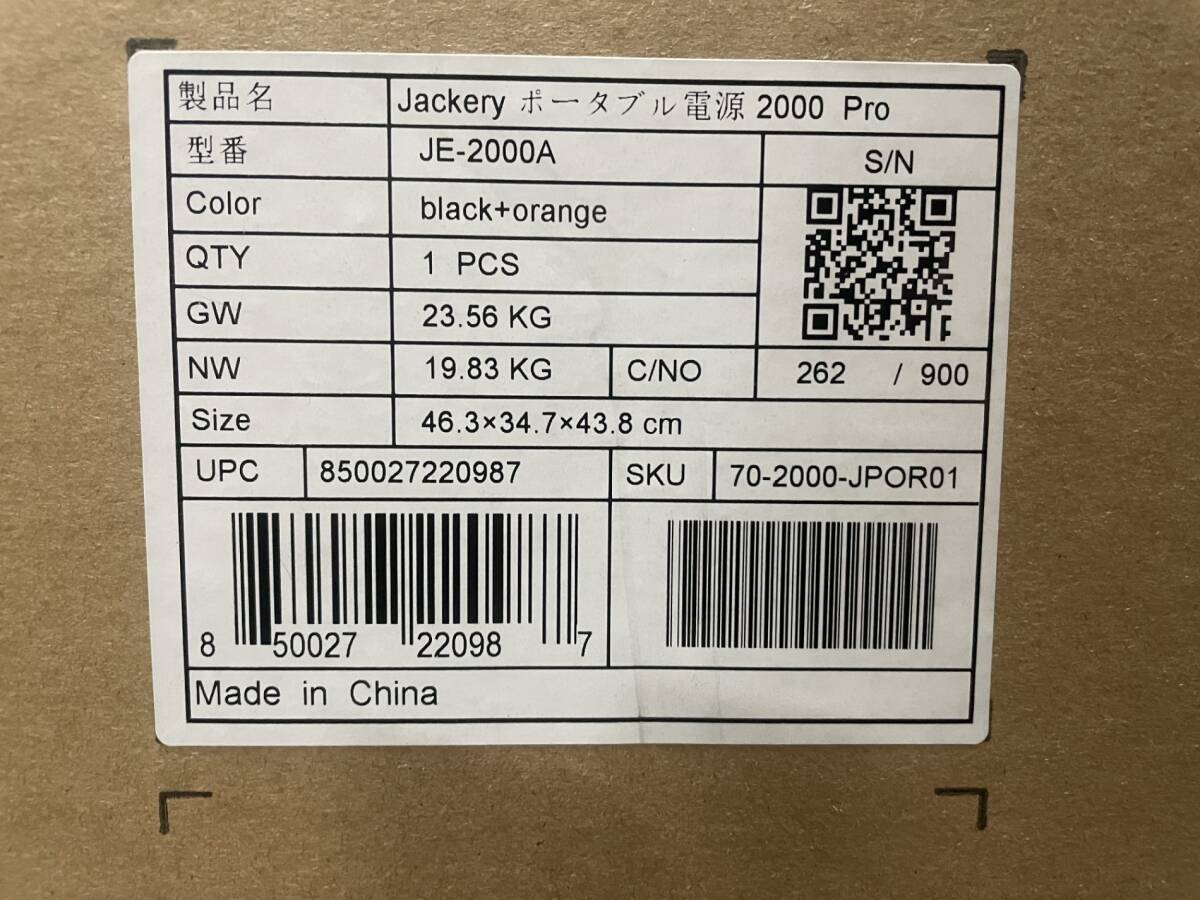 製品名 Jackery ポータブル電源 2000 Pro
型番 JE-2000A S/N
Color black+orange
QTY 1 PCS
GW 23.56 KG
NW 19.83 KG C/NO 262 / 900
Size 46.3×34.7×43.8 cm
UPC 850027220987 SKU 70-2000-JPOR01
8 50027 22098 7
Made in China